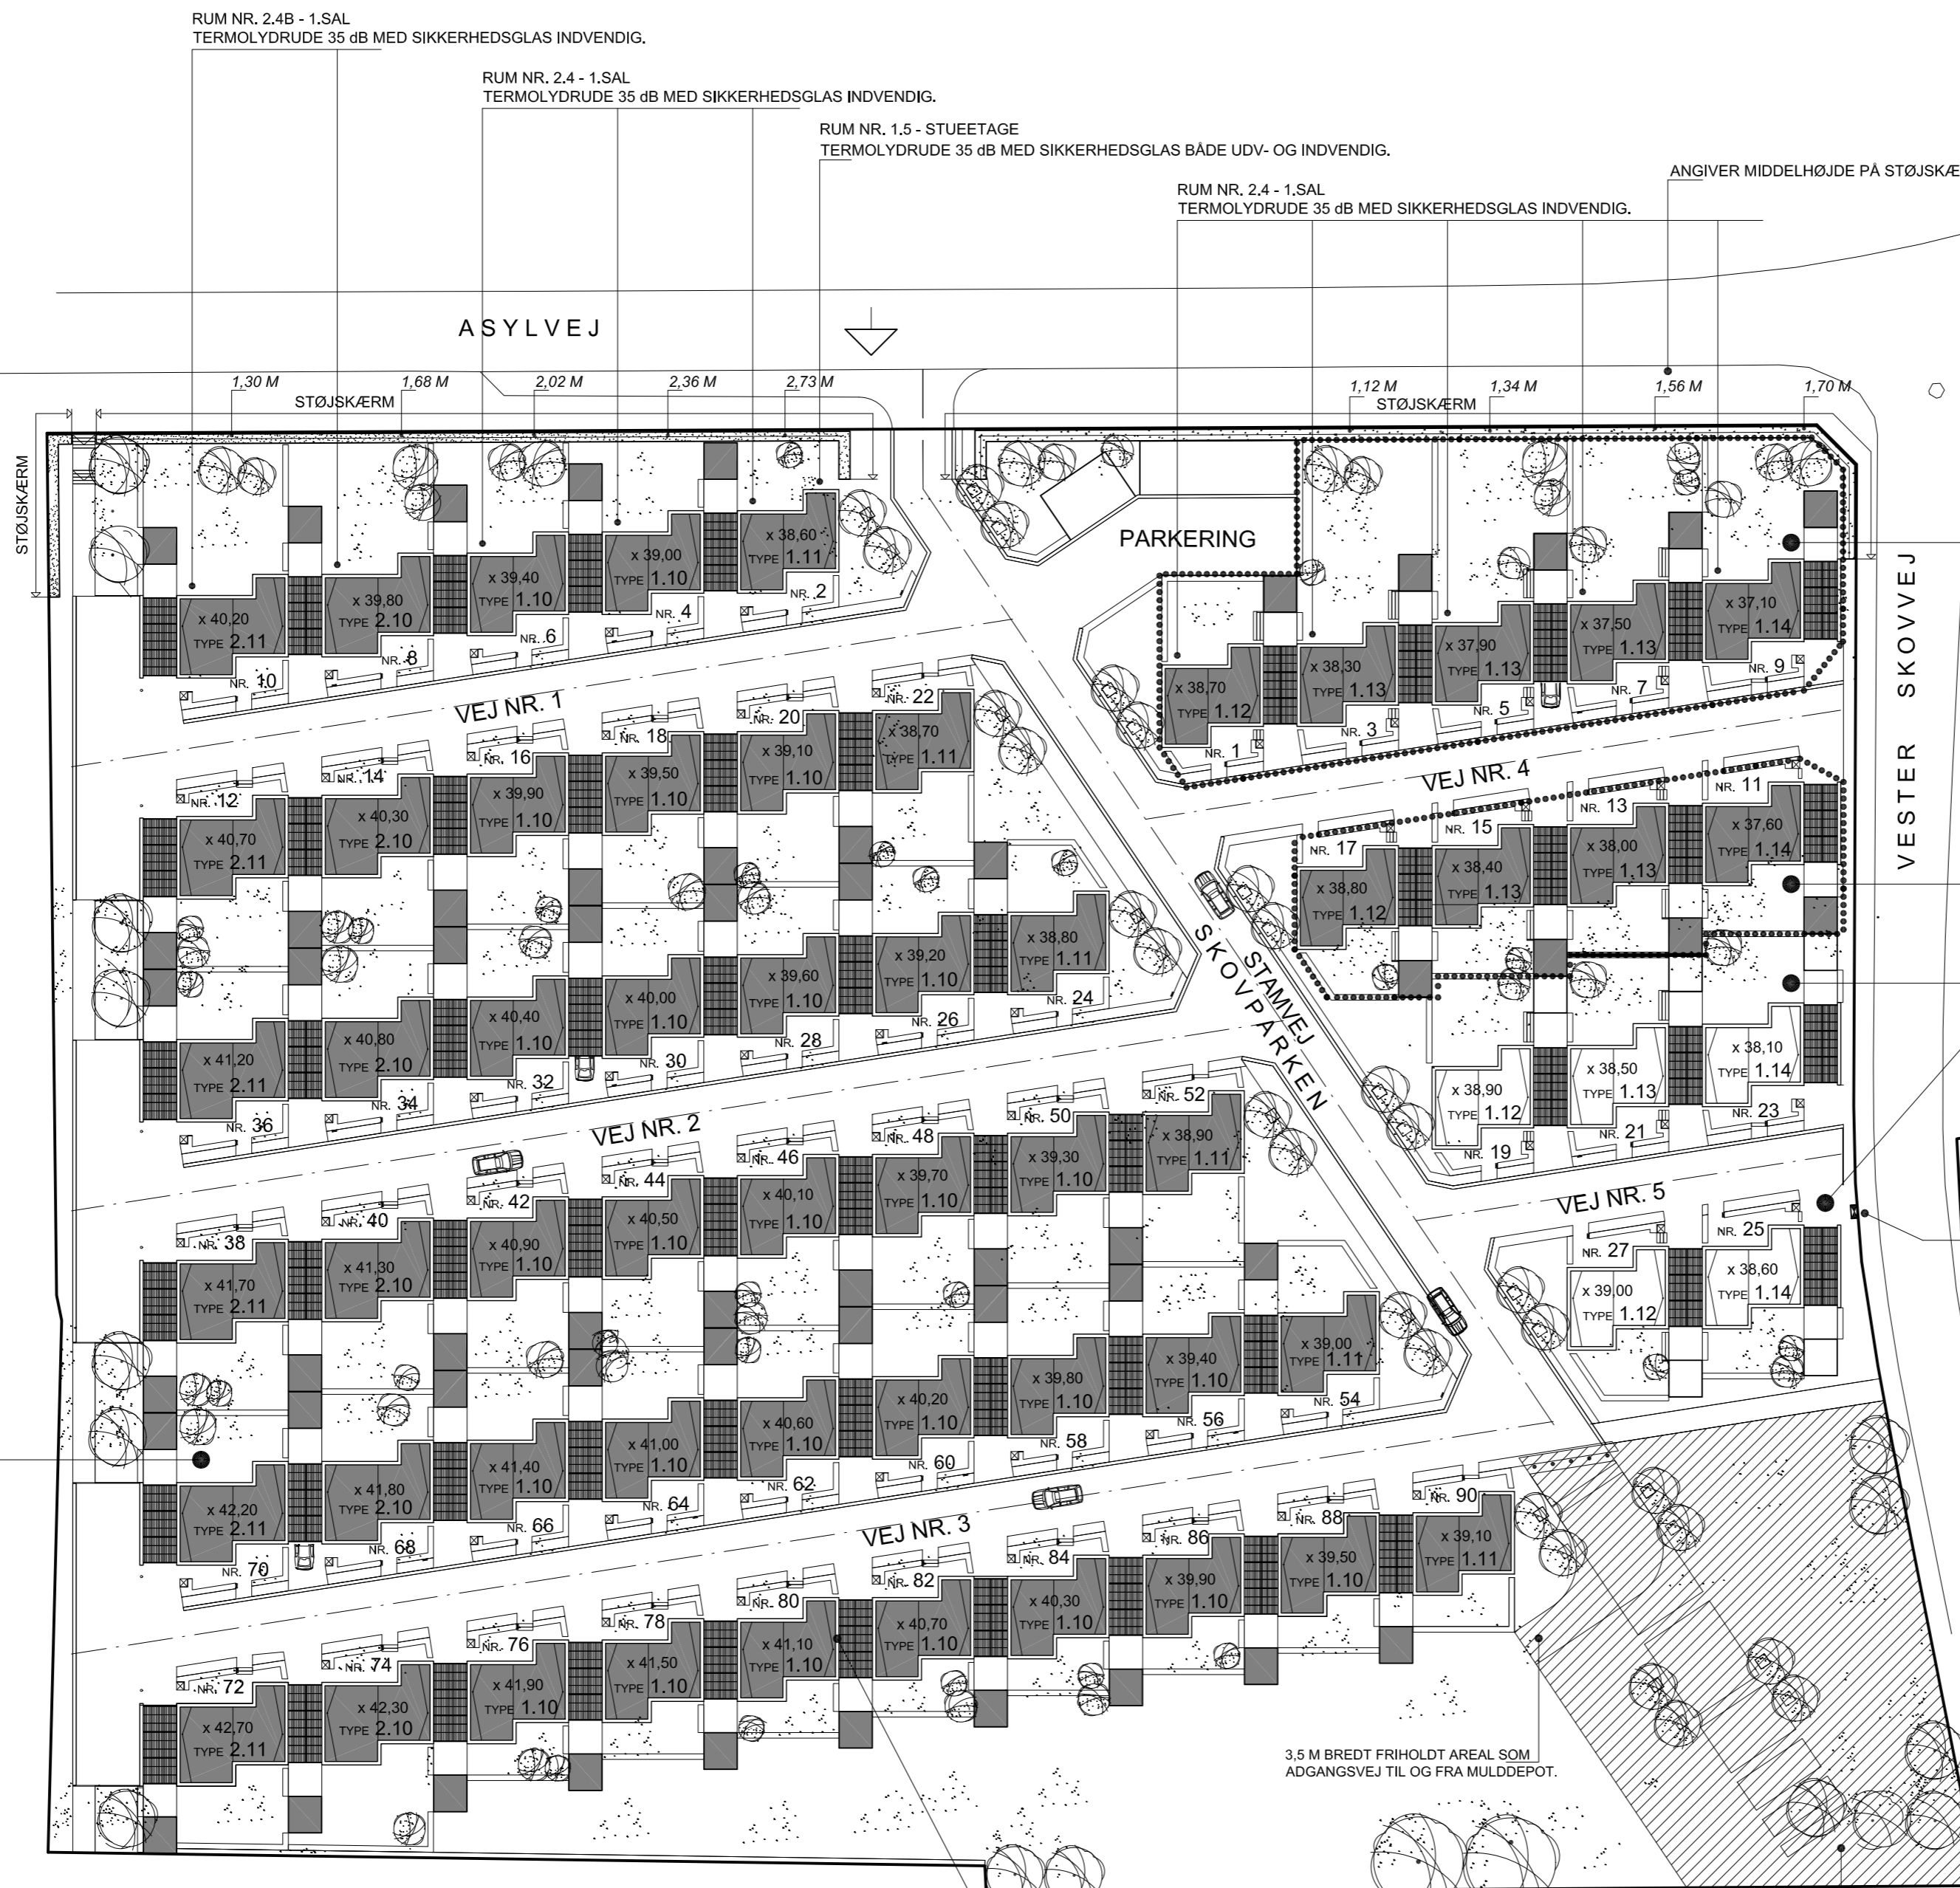 RUM NR. 2.4B - 1.SAL
TERMOLYDRUDE 35 dB MED SIKKERHEDSGLAS INDVENDIG.
RUM NR. 2.4 - 1.SAL
TERMOLYDRUDE 35 dB MED SIKKERHEDSGLAS INDVENDIG.
RUM NR. 1.5 - STUEETAGE
TERMOLYDRUDE 35 dB MED SIKKERHEDSGLAS BÅDE UDV- OG INDVENDIG.
RUM NR. 2.4 - 1.SAL
TERMOLYDRUDE 35 dB MED SIKKERHEDSGLAS INDVENDIG.
ANGIVER MIDDELHØJDE PÅ STØJSKÆ
ASYLVEJ
1,30 M
1,68 M
2,02 M
2,36 M
2,73 M
1,12 M
1,34 M
1,56 M
1,70 M
STØJSKÆRM
STØJSKÆRM
STØJSKÆRM
PARKERING
VESTER SKOVVEJ
x 40,20
TYPE 2.11
NR. 10
x 39,80
TYPE 2.10
NR. 8
x 39,40
TYPE 1.10
NR. 6
x 39,00
TYPE 1.10
NR. 4
x 38,60
TYPE 1.11
NR. 2
x 38,70
TYPE 1.12
NR. 1
x 38,30
TYPE 1.13
NR. 3
x 37,90
TYPE 1.13
NR. 5
x 37,50
TYPE 1.13
NR. 7
x 37,10
TYPE 1.14
NR. 9
VEJ NR. 1
VEJ NR. 4
NR. 12
x 40,70
TYPE 2.11
NR. 14
x 40,30
TYPE 2.10
NR. 16
x 39,90
TYPE 1.10
NR. 18
x 39,50
TYPE 1.10
NR. 20
x 39,10
TYPE 1.10
NR. 22
x 38,70
TYPE 1.11
NR. 17
x 38,80
TYPE 1.12
NR. 15
x 38,40
TYPE 1.13
NR. 13
x 38,00
TYPE 1.13
NR. 11
x 37,60
TYPE 1.14
STAMVEJ
SKOVPARKEN
x 41,20
TYPE 2.11
NR. 36
x 40,80
TYPE 2.10
NR. 34
x 40,40
TYPE 1.10
NR. 32
x 40,00
TYPE 1.10
NR. 30
x 39,60
TYPE 1.10
NR. 28
x 39,20
TYPE 1.10
NR. 26
x 38,80
TYPE 1.11
NR. 24
x 38,90
TYPE 1.12
NR. 19
x 38,50
TYPE 1.13
NR. 21
x 38,10
TYPE 1.14
NR. 23
VEJ NR. 2
VEJ NR. 5
NR. 38
x 41,70
TYPE 2.11
NR. 40
x 41,30
TYPE 2.10
NR. 42
x 40,90
TYPE 1.10
NR. 44
x 40,50
TYPE 1.10
NR. 46
x 40,10
TYPE 1.10
NR. 48
x 39,70
TYPE 1.10
NR. 50
x 39,30
TYPE 1.10
NR. 52
x 38,90
TYPE 1.11
NR. 27
x 39,00
TYPE 1.12
NR. 25
x 38,60
TYPE 1.14
x 42,20
TYPE 2.11
NR. 70
x 41,80
TYPE 2.10
NR. 68
x 41,40
TYPE 1.10
NR. 66
x 41,00
TYPE 1.10
NR. 64
x 40,60
TYPE 1.10
NR. 62
x 40,20
TYPE 1.10
NR. 60
x 39,80
TYPE 1.10
NR. 58
x 39,40
TYPE 1.10
NR. 56
x 39,00
TYPE 1.11
NR. 54
VEJ NR. 3
NR. 72
x 42,70
TYPE 2.11
NR. 74
x 42,30
TYPE 2.10
NR. 76
x 41,90
TYPE 1.10
NR. 78
x 41,50
TYPE 1.10
NR. 80
x 41,10
TYPE 1.10
NR. 82
x 40,70
TYPE 1.10
NR. 84
x 40,30
TYPE 1.10
NR. 86
x 39,90
TYPE 1.10
NR. 88
x 39,50
TYPE 1.10
NR. 90
x 39,10
TYPE 1.11
3,5 M BREDT FRIHOLDT AREAL SOM
ADGANGSVEJ TIL OG FRA MULDDEPOT.